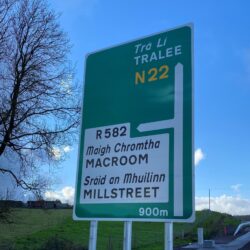 Trá Lí
TRALEE
N22
R582
Maigh Chromtha
MACROOM
Sráid an Mhuilinn
MILLSTREET
900m